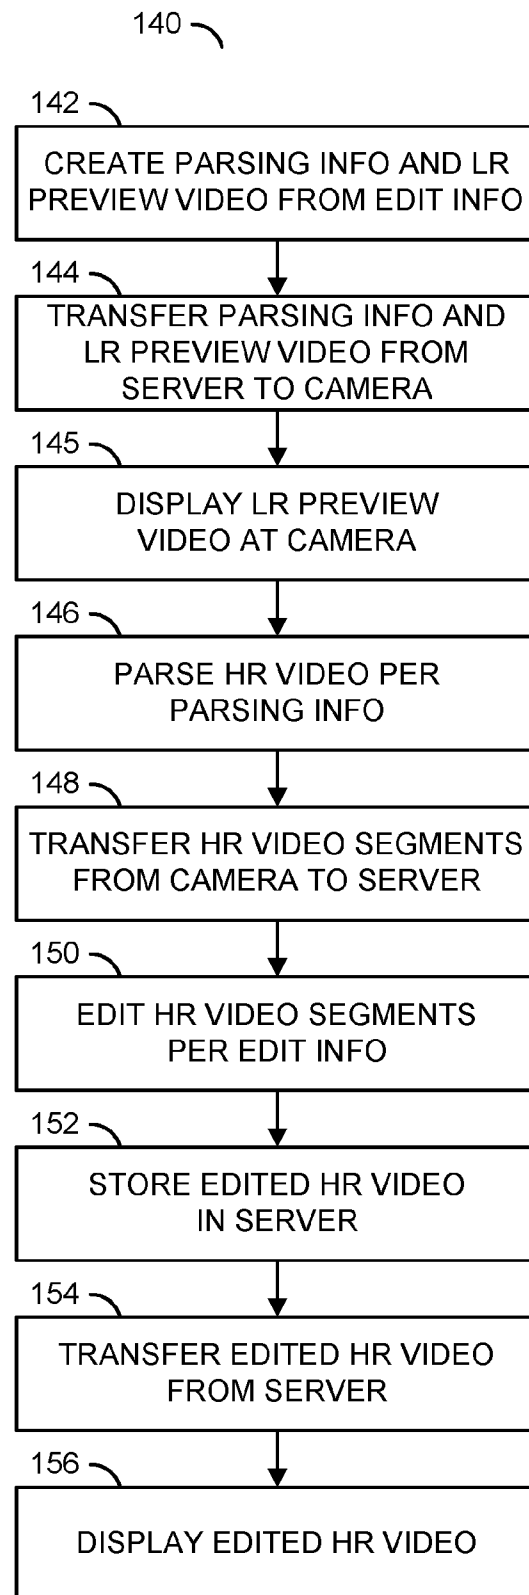 140
142
CREATE PARSING INFO AND LR
PREVIEW VIDEO FROM EDIT INFO
144
TRANSFER PARSING INFO AND
LR PREVIEW VIDEO FROM
SERVER TO CAMERA
145
DISPLAY LR PREVIEW
VIDEO AT CAMERA
146
PARSE HR VIDEO PER
PARSING INFO
148
TRANSFER HR VIDEO SEGMENTS
FROM CAMERA TO SERVER
150
EDIT HR VIDEO SEGMENTS
PER EDIT INFO
152
STORE EDITED HR VIDEO
IN SERVER
154
TRANSFER EDITED HR VIDEO
FROM SERVER
156
DISPLAY EDITED HR VIDEO